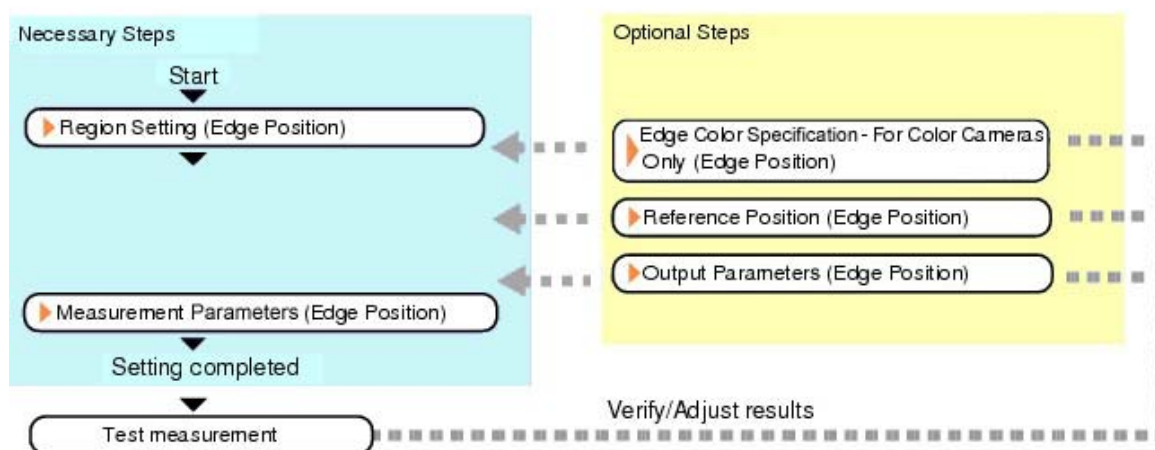 Necessary Steps
Start
Region Setting (Edge Position)
Measurement Parameters (Edge Position)
Setting completed
Test measurement
Optional Steps
Edge Color Specification - For Color Cameras
Only (Edge Position)
Reference Position (Edge Position)
Output Parameters (Edge Position)
Verify/Adjust results